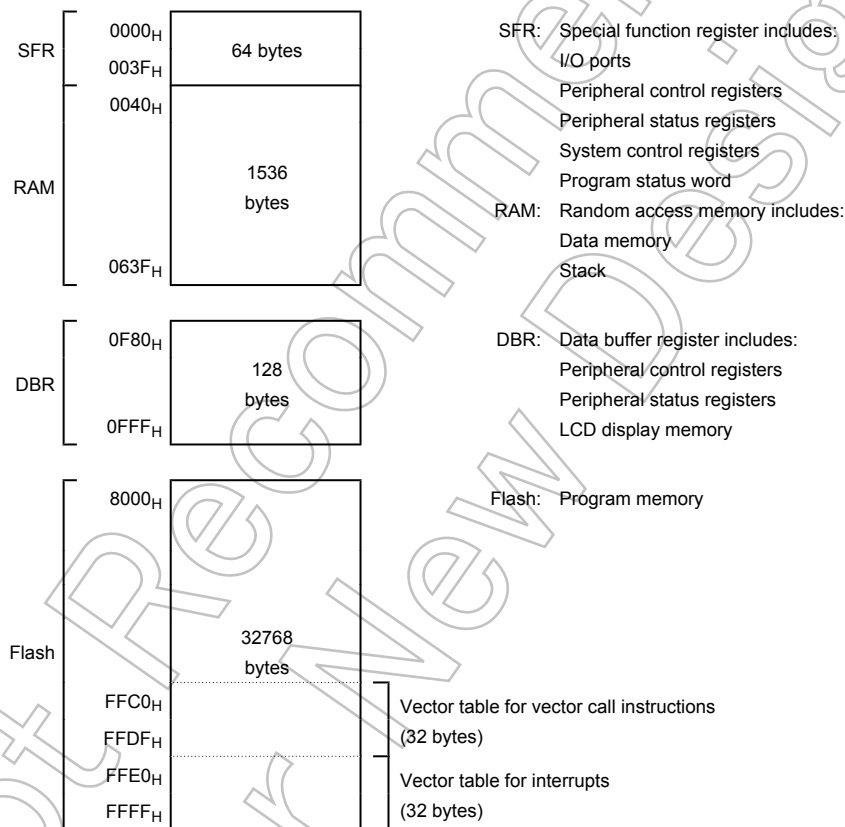 SFR
0000H
003FH
64 bytes
RAM
0040H
063FH
1536
bytes
DBR
0F80H
0FFFH
128
bytes
Flash
8000H
32768
bytes
FFC0H
FFDFH
FFE0H
FFFFH
Vector table for vector call instructions
(32 bytes)
Vector table for interrupts
(32 bytes)
SFR: Special function register includes:
I/O ports
Peripheral control registers
Peripheral status registers
System control registers
Program status word
RAM: Random access memory includes:
Data memory
Stack
DBR: Data buffer register includes:
Peripheral control registers
Peripheral status registers
LCD display memory
Flash: Program memory